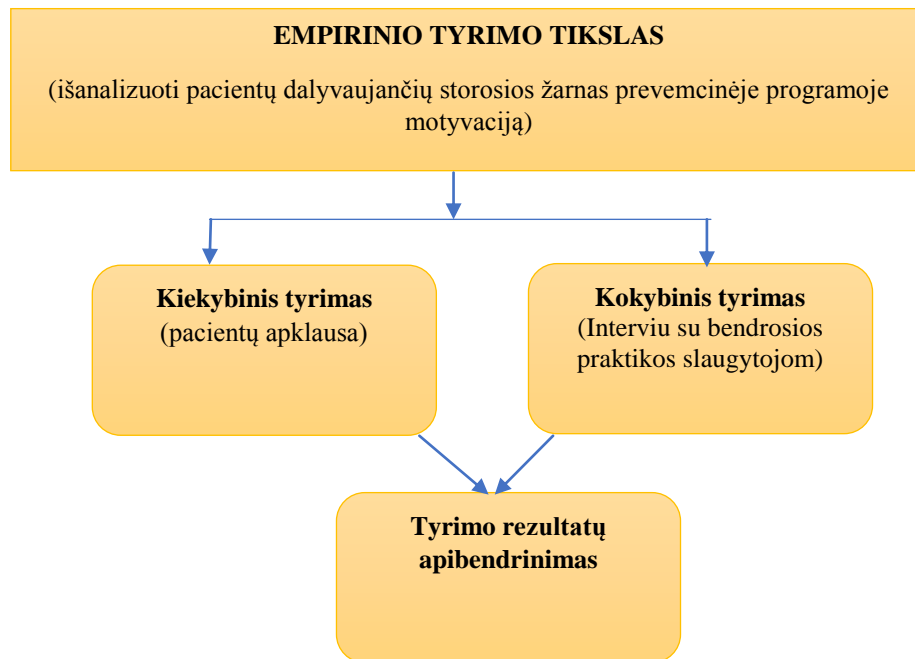 EMPIRINIO TYRIMO TIKSLAS
(išanalizuoti pacientų dalyvaujančių storosios žarnas prevemcinėje programoje
motyvaciją)
Kiekybinis tyrimas
(pacientų apklausa)
Kokybinis tyrimas
(Interviu su bendrosios
praktikos slaugytojom)
Tyrimo rezultatų
apibendrinimas